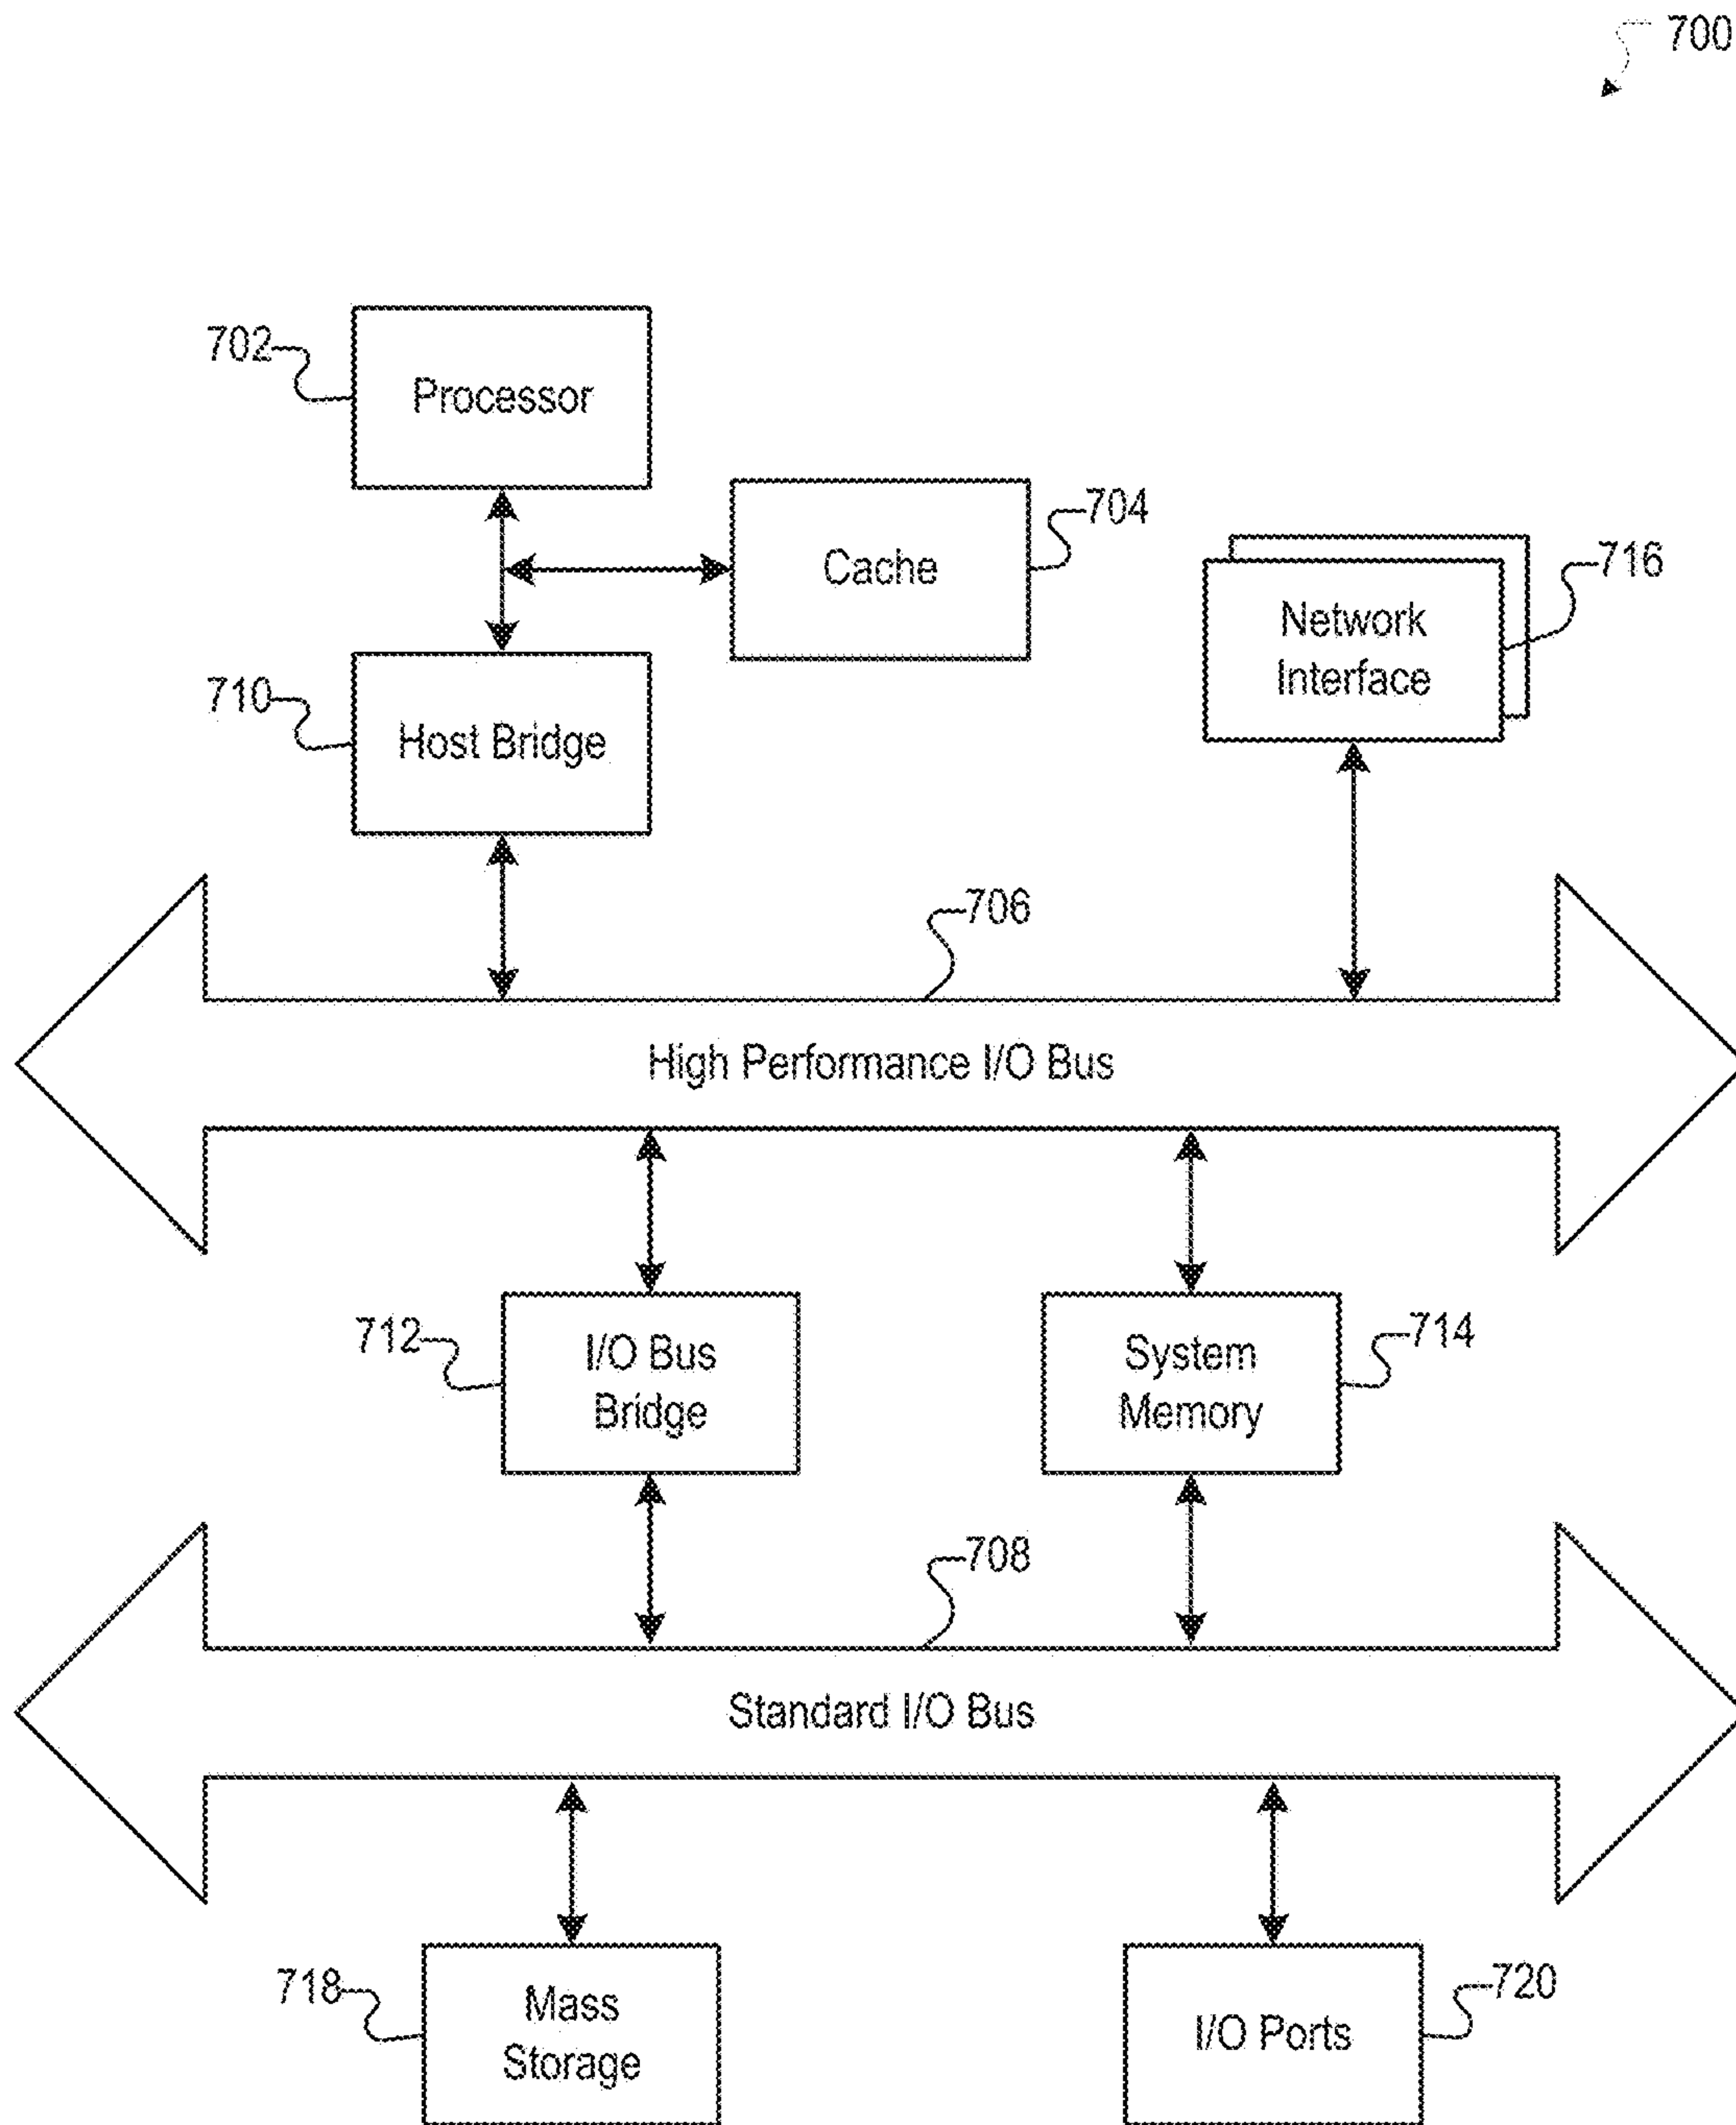 700
702
Processor
704
Cache
716
Network
Interface
710
Host Bridge
706
High Performance I/O Bus
712
I/O Bus
Bridge
System
Memory
714
708
Standard I/O Bus
718
Mass
Storage
I/O Ports
720